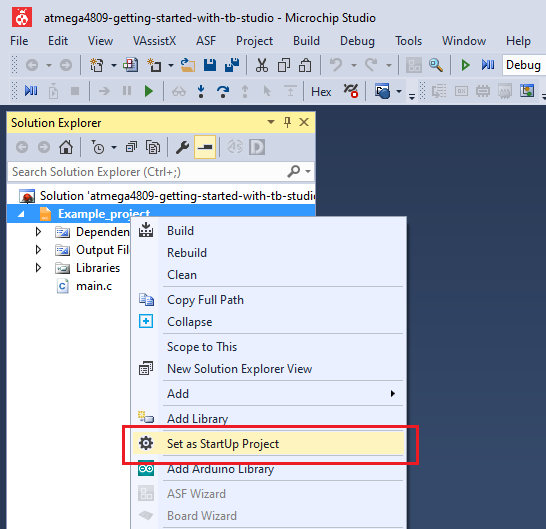 atmega4809-getting-started-with-tb-studio - Microchip Studio
File Edit View VAssistX ASF Project Build Debug Tools Window Help
Debug
Hex
Solution Explorer
Search Solution Explorer (Ctrl+;)
Solution 'atmega4809-getting-started-with-tb-studio
Example_project
Dependen
Output File
Libraries
main.c
Build
Rebuild
Clean
Copy Full Path
Collapse
Scope to This
New Solution Explorer View
Add
Add Library
Set as StartUp Project
Add Arduino Library
ASF Wizard
Board Wizard